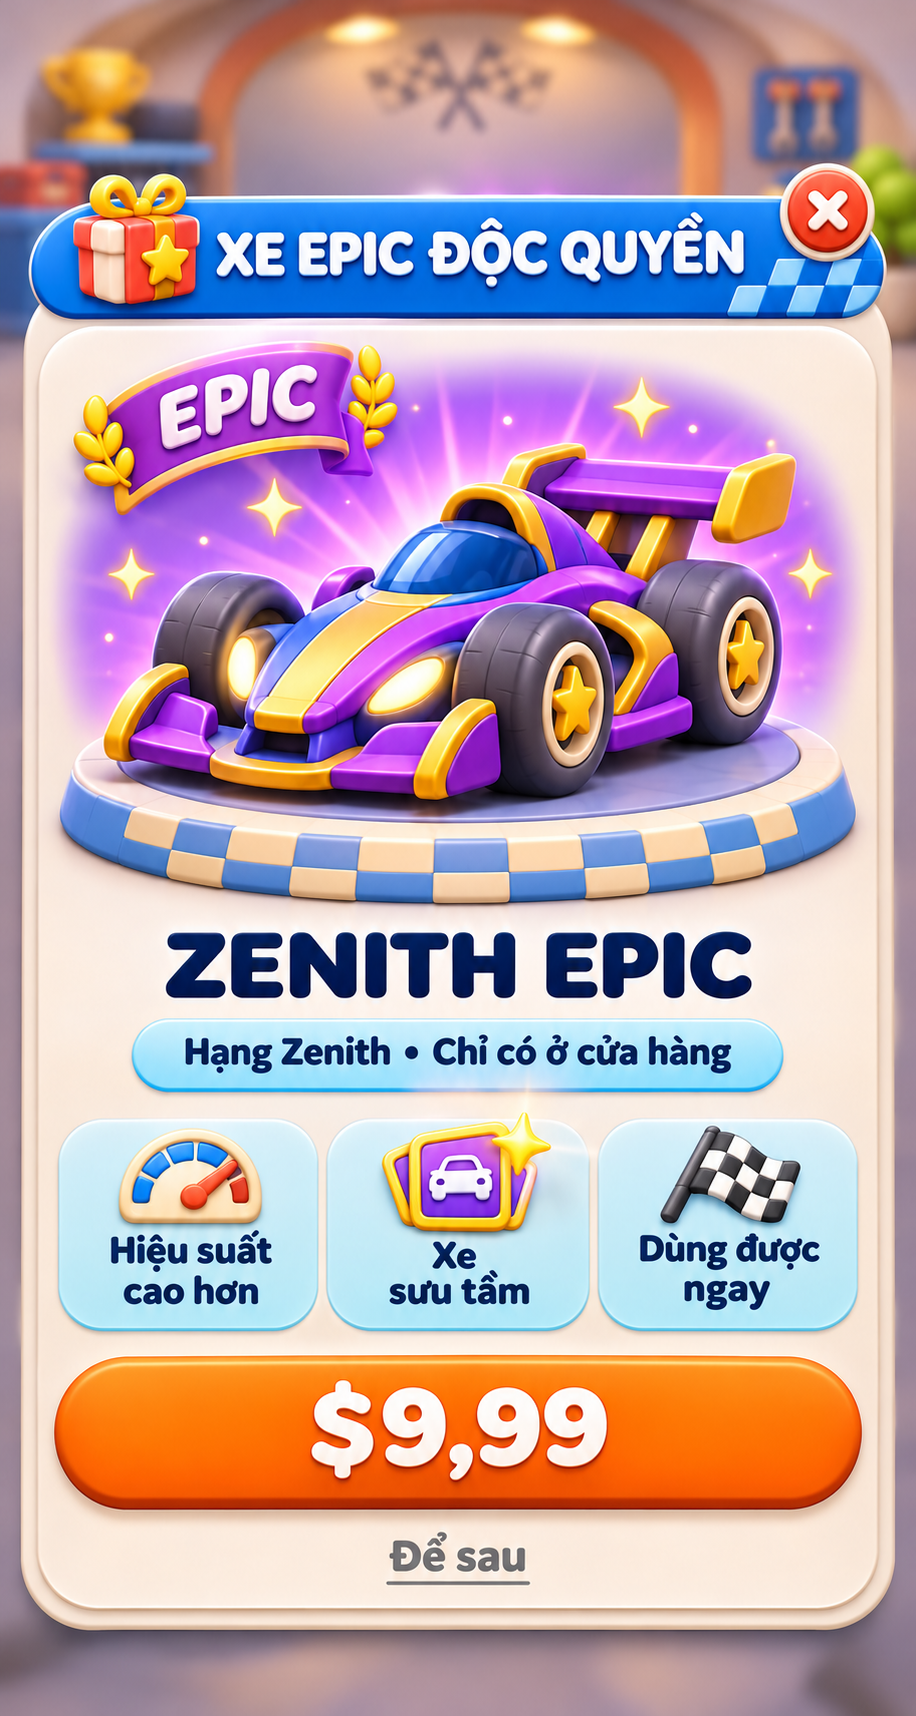 XE EPIC ĐỘC QUYỀN
EPIC
ZENITH EPIC
Hạng Zenith • Chỉ có ở cửa hàng
Hiệu suất
cao hơn
Xe
sưu tầm
Dùng được
ngay
$9,99
Để sau